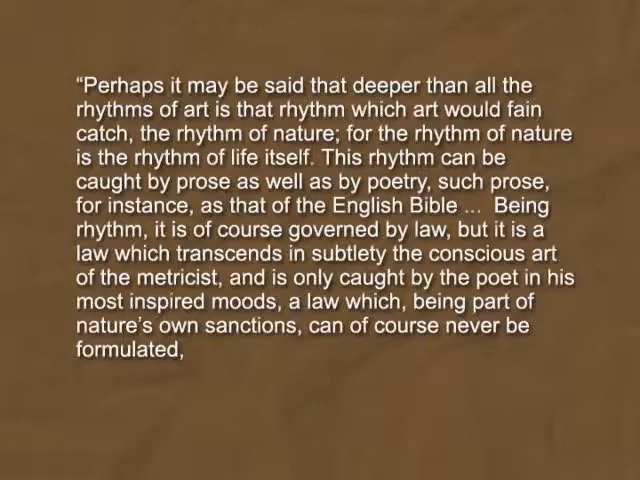 “Perhaps it may be said that deeper than all the
rhythms of art is that rhythm which art would fain
catch, the rhythm of nature; for the rhythm of nature
is the rhythm of life itself. This rhythm can be
caught by prose as well as by poetry, such prose,
for instance, as that of the English Bible ...  Being
rhythm, it is of course governed by law, but it is a
law which transcends in subtlety the conscious art
of the metricist, and is only caught by the poet in his
most inspired moods, a law which, being part of
nature’s own sanctions, can of course never be
formulated,